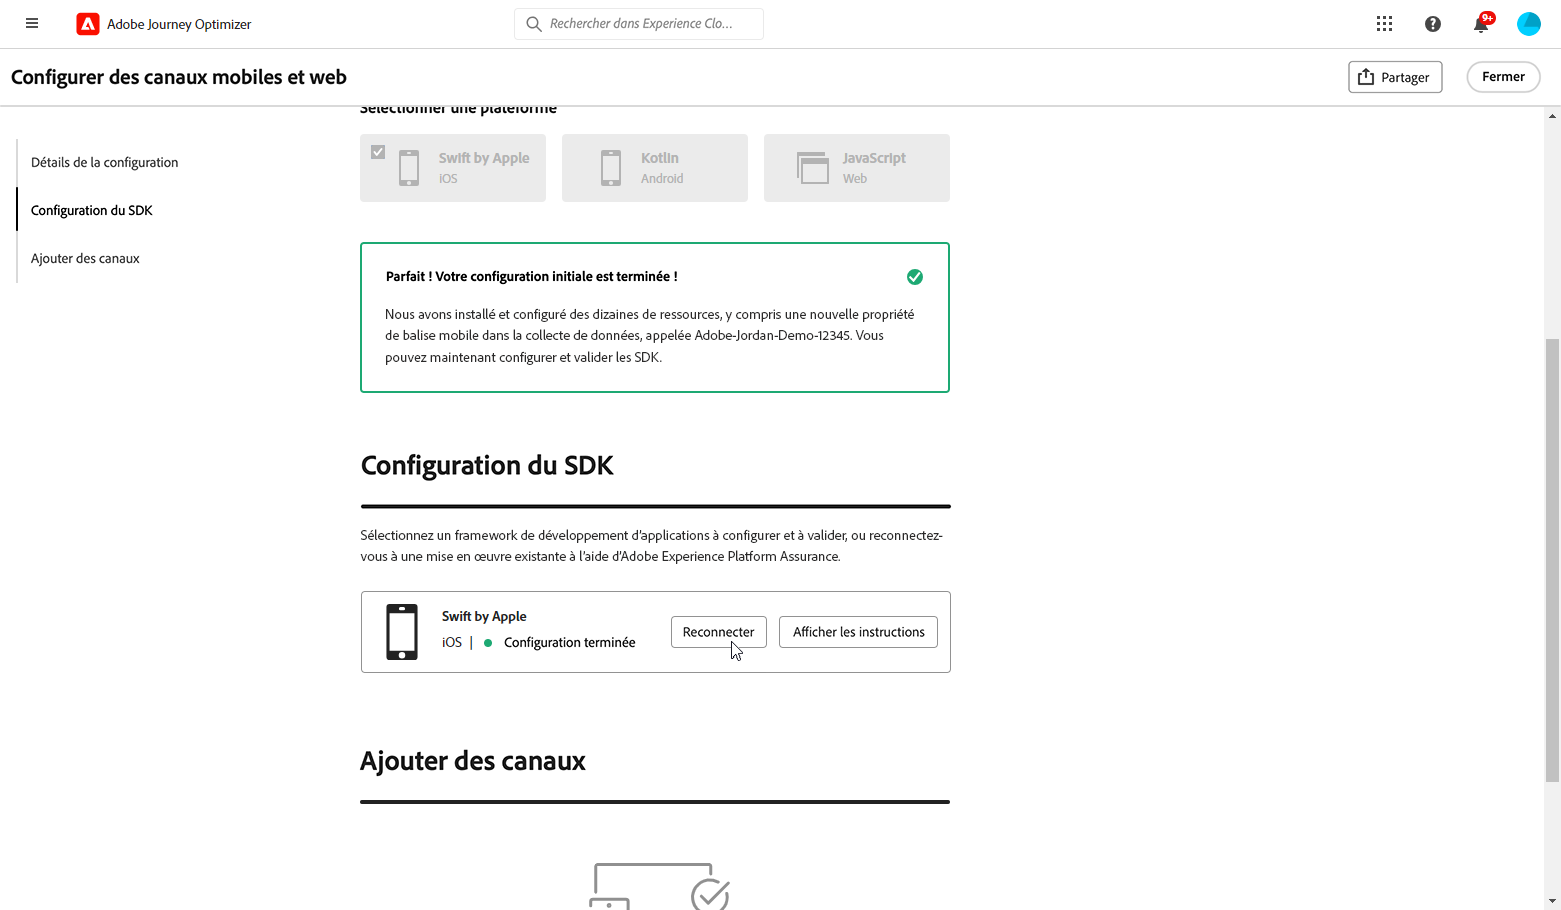 Adobe Journey Optimizer
Rechercher dans Experience Clo...
9+
Configurer des canaux mobiles et web
Partager
Fermer
Sélectionner une plateforme
Détails de la configuration
Configuration du SDK
Ajouter des canaux
Swift by Apple
iOS
Kotlin
Android
JavaScript
Web
Parfait ! Votre configuration initiale est terminée !
Nous avons installé et configuré des dizaines de ressources, y compris une nouvelle propriété
de balise mobile dans la collecte de données, appelée Adobe-Jordan-Demo-12345. Vous
pouvez maintenant configurer et valider les SDK.
Configuration du SDK
Sélectionnez un framework de développement d'applications à configurer et à valider, ou reconnectez-
vous à une mise en œuvre existante à l'aide d'Adobe Experience Platform Assurance.
Swift by Apple
iOS | Configuration terminée
Reconnecter
Afficher les instructions
Ajouter des canaux